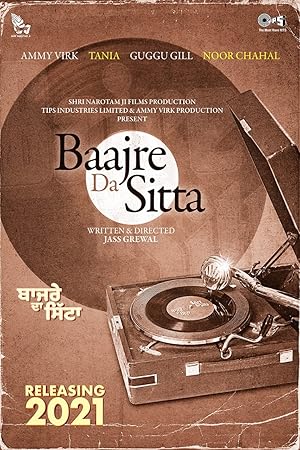 AMMY VIRK TANIA GUGGU GILL NOOR CHAHAL
SHRI NAROTAM JI FILMS PRODUCTION
TIPS INDUSTRIES LIMITED & AMMY VIRK PRODUCTION
PRESENT
Baajre
Da
Sitta
WRITTEN & DIRECTED
JASS GREWAL
ਬਾਜਰੇ
ਦਾ
ਸਿੱਟਾ
RELEASING
2021